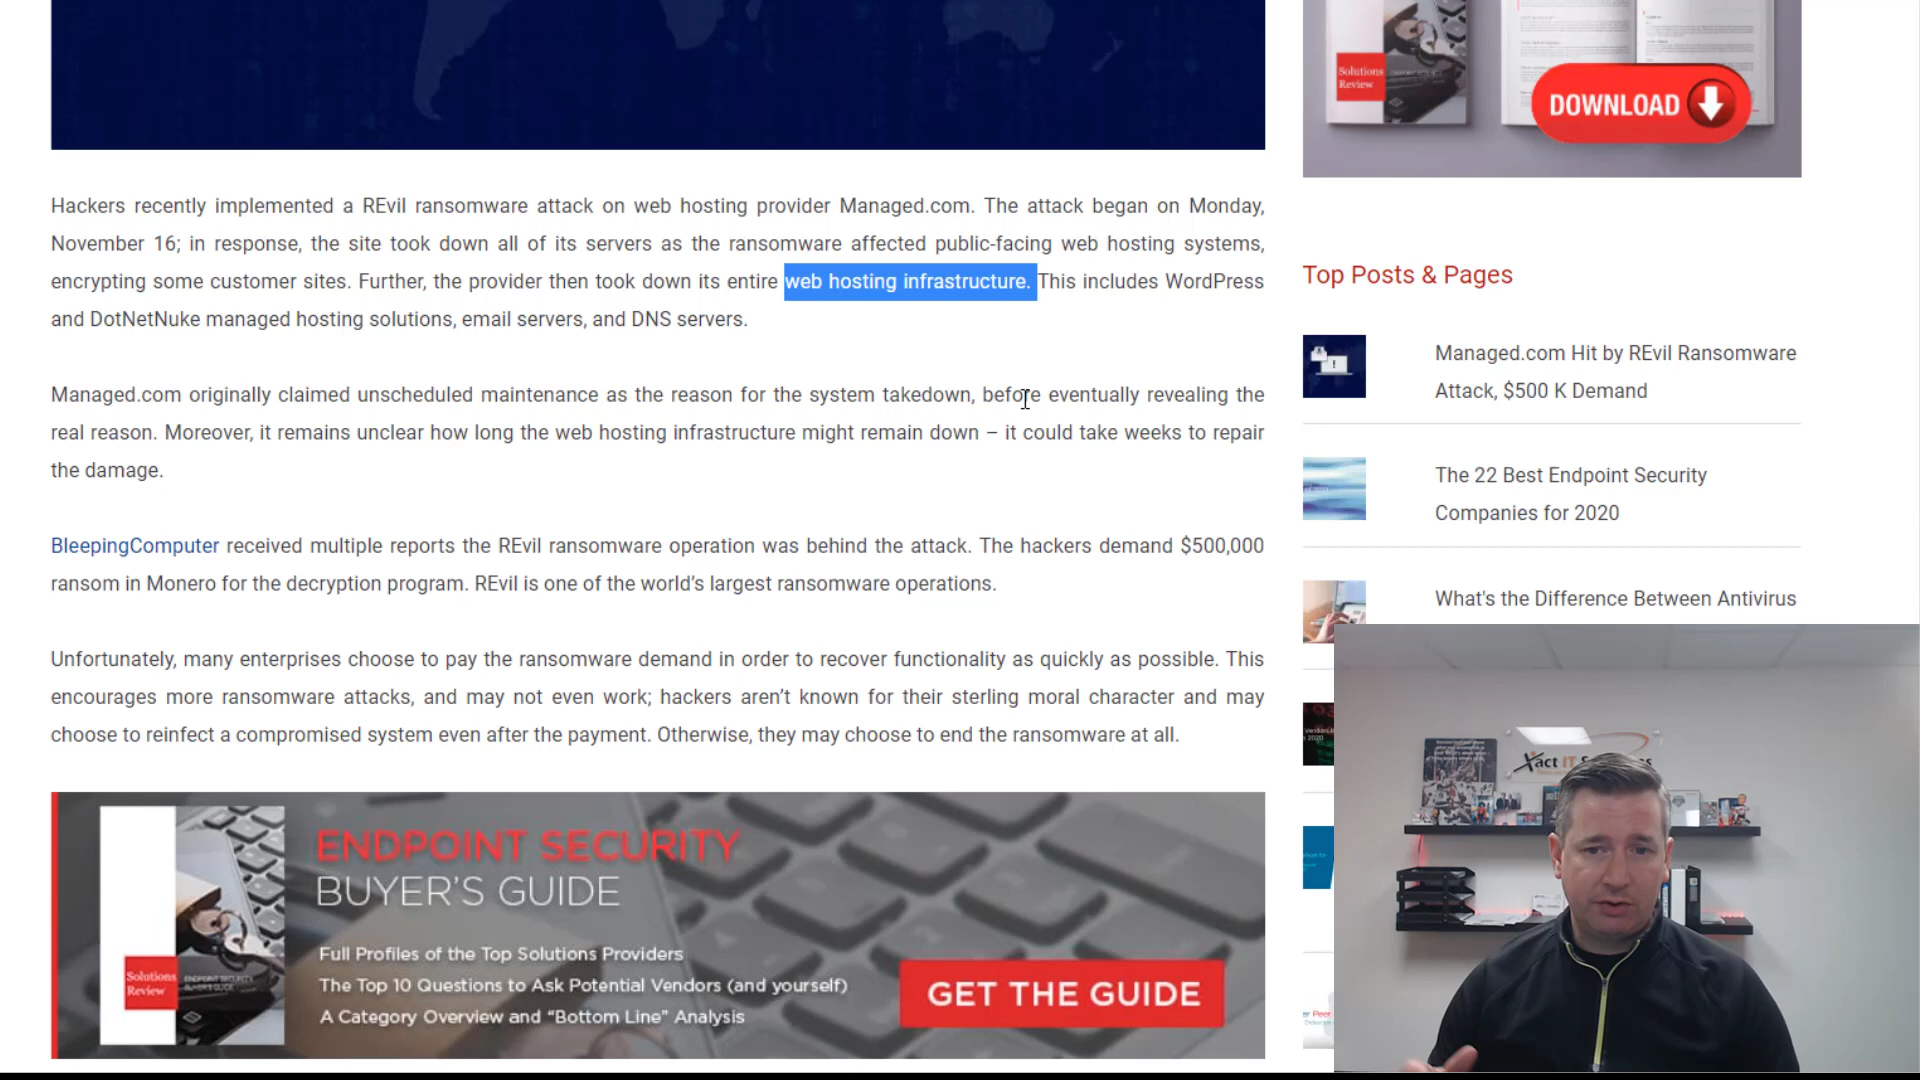 Solutions
Review
DOWNLOAD
Hackers recently implemented a REvil ransomware attack on web hosting provider Managed.com. The attack began on Monday,
November 16; in response, the site took down all of its servers as the ransomware affected public-facing web hosting systems,
encrypting some customer sites. Further, the provider then took down its entire web hosting infrastructure. This includes WordPress
and DotNetNuke managed hosting solutions, email servers, and DNS servers.
Managed.com originally claimed unscheduled maintenance as the reason for the system takedown, before eventually revealing the
real reason. Moreover, it remains unclear how long the web hosting infrastructure might remain down – it could take weeks to repair
the damage.
BleepingComputer received multiple reports the REvil ransomware operation was behind the attack. The hackers demand $500,000
ransom in Monero for the decryption program. REvil is one of the world's largest ransomware operations.
Unfortunately, many enterprises choose to pay the ransomware demand in order to recover functionality as quickly as possible. This
encourages more ransomware attacks, and may not even work; hackers aren't known for their sterling moral character and may
choose to reinfect a compromised system even after the payment. Otherwise, they may choose to end the ransomware at all.
ENDPOINT SECURITY
BUYER'S GUIDE
Full Profiles of the Top Solutions Providers
The Top 10 Questions to Ask Potential Vendors (and yourself)
A Category Overview and “Bottom Line” Analysis
GET THE GUIDE
Solutions
Review
ENDPOINT SECURITY
Top Posts & Pages
Managed.com Hit by REvil Ransomware
Attack, $500 K Demand
The 22 Best Endpoint Security
Companies for 2020
What's the Difference Between Antivirus
Xact IT